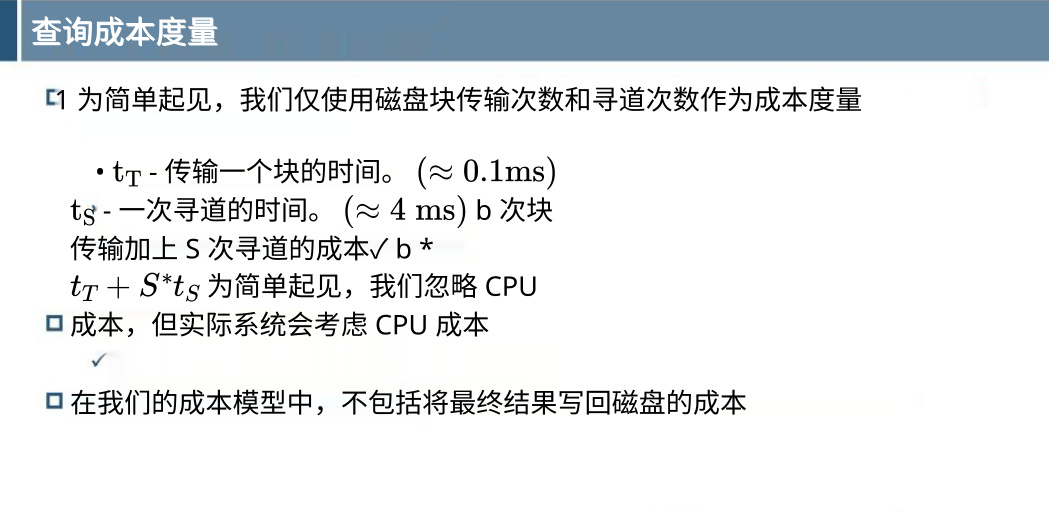 查询成本度量
1 为简单起见，我们仅使用磁盘块传输次数和寻道次数作为成本度量
• t_T - 传输一个块的时间。 (≈ 0.1ms)
t_S - 一次寻道的时间。 (≈ 4 ms) b 次块
传输加上 S 次寻道的成本✓ b *
t_T + S*t_S 为简单起见，我们忽略 CPU
成本，但实际系统会考虑 CPU 成本
✓
在我们的成本模型中，不包括将最终结果写回磁盘的成本